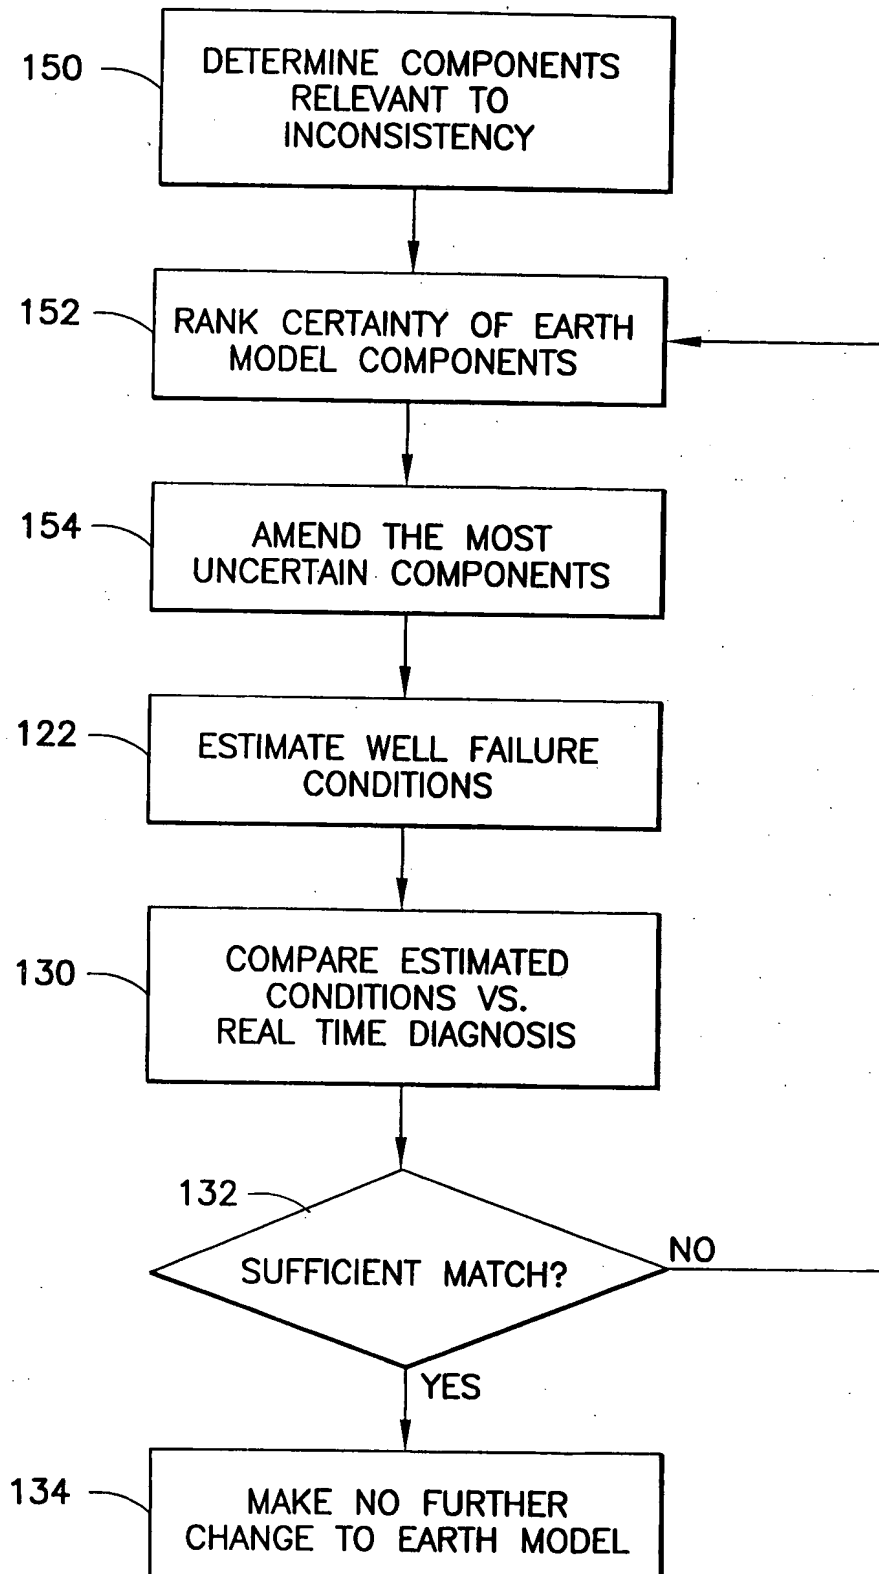 150
DETERMINE COMPONENTS
RELEVANT TO
INCONSISTENCY
152
RANK CERTAINTY OF EARTH
MODEL COMPONENTS
154
AMEND THE MOST
UNCERTAIN COMPONENTS
122
ESTIMATE WELL FAILURE
CONDITIONS
130
COMPARE ESTIMATED
CONDITIONS VS.
REAL TIME DIAGNOSIS
132
SUFFICIENT MATCH?
NO
YES
134
MAKE NO FURTHER
CHANGE TO EARTH MODEL